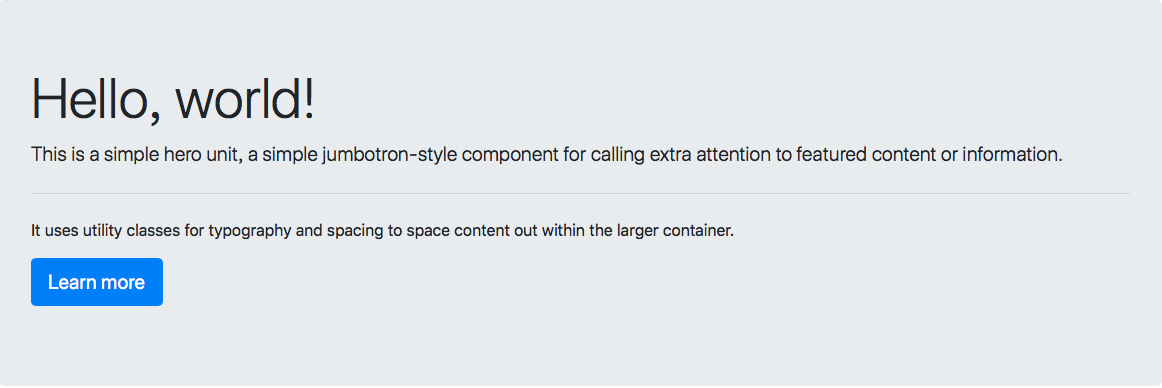 Hello, world!
This is a simple hero unit, a simple jumbotron-style component for calling extra attention to featured content or information.
It uses utility classes for typography and spacing to space content out within the larger container.
Learn more